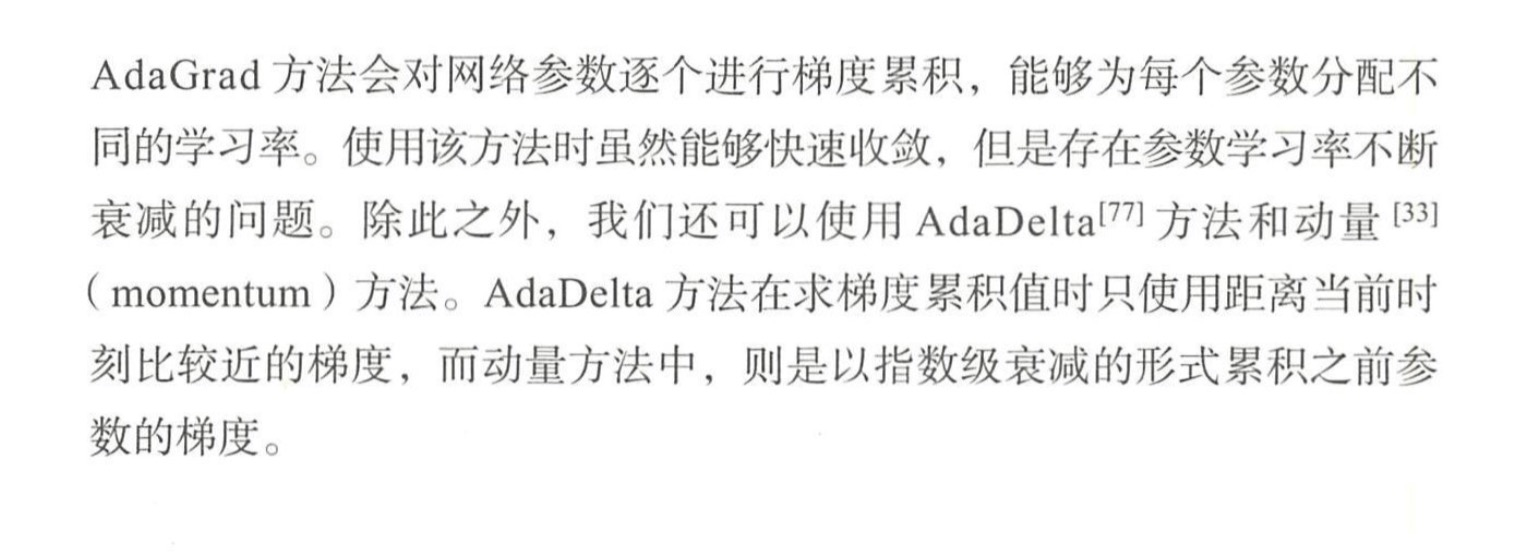 AdaGrad 方法会对网络参数逐个进行梯度累积，能够为每个参数分配不
同的学习率。使用该方法时虽然能够快速收敛，但是存在参数学习率不断
衰减的问题。除此之外，我们还可以使用 AdaDelta[77] 方法和动量 [33]
（momentum）方法。AdaDelta 方法在求梯度累积值时只使用距离当前时
刻比较近的梯度，而动量方法中，则是以指数级衰减的形式累积之前参
数的梯度。